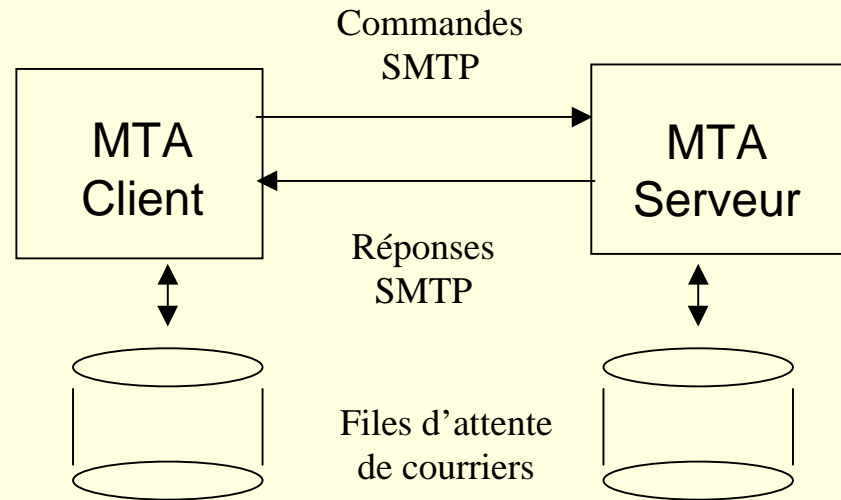 Commandes
SMTP
MTA
Client
MTA
Serveur
Réponses
SMTP
Files d’attente
de courriers